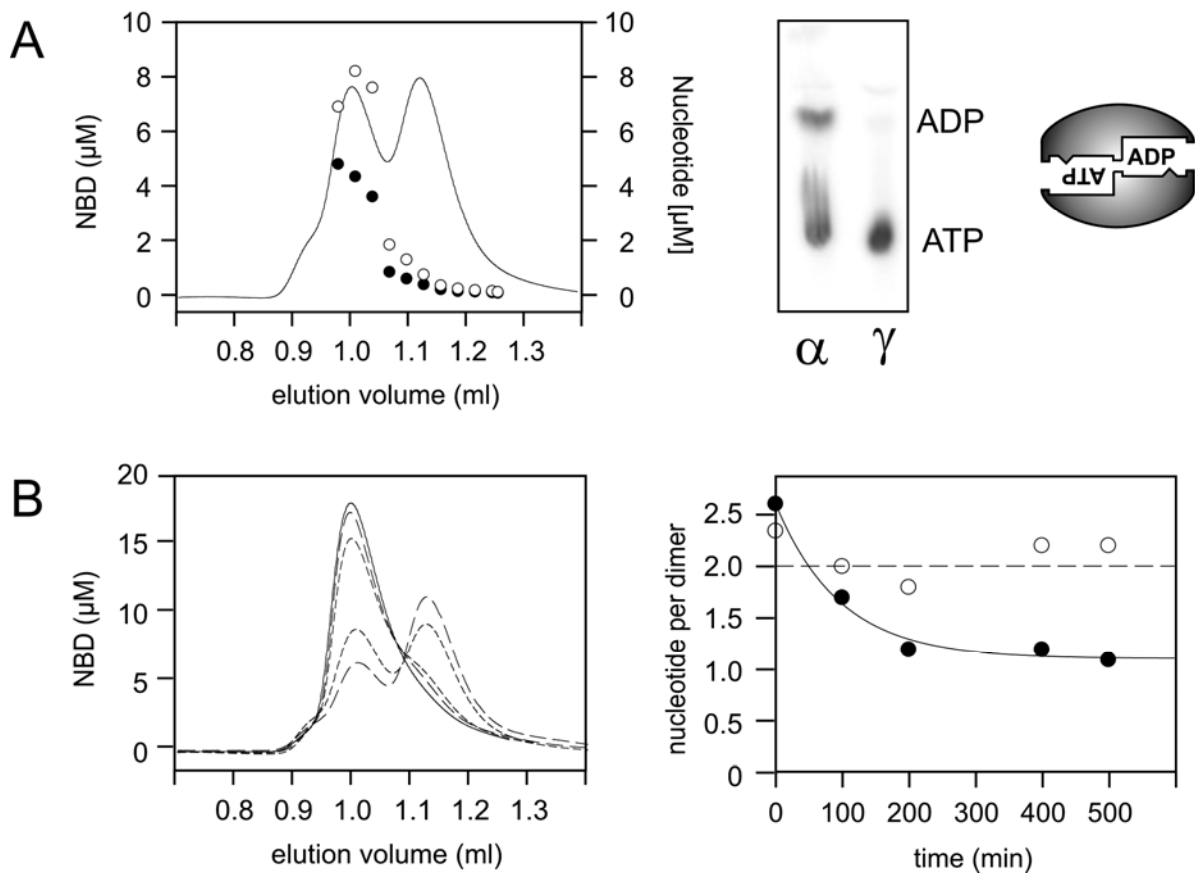 A
NBD (µM)
10
8
6
4
2
0
10
8
6
4
2
0
Nucleotide [µM]
0.8 0.9 1.0 1.1 1.2 1.3
elution volume (ml)
ADP
ATP
α γ
ADP
ATP
B
NBD (µM)
20
15
10
5
0
0.8 0.9 1.0 1.1 1.2 1.3
elution volume (ml)
nucleotide per dimer
2.5
2.0
1.5
1.0
0.5
0
0 100 200 300 400 500
time (min)